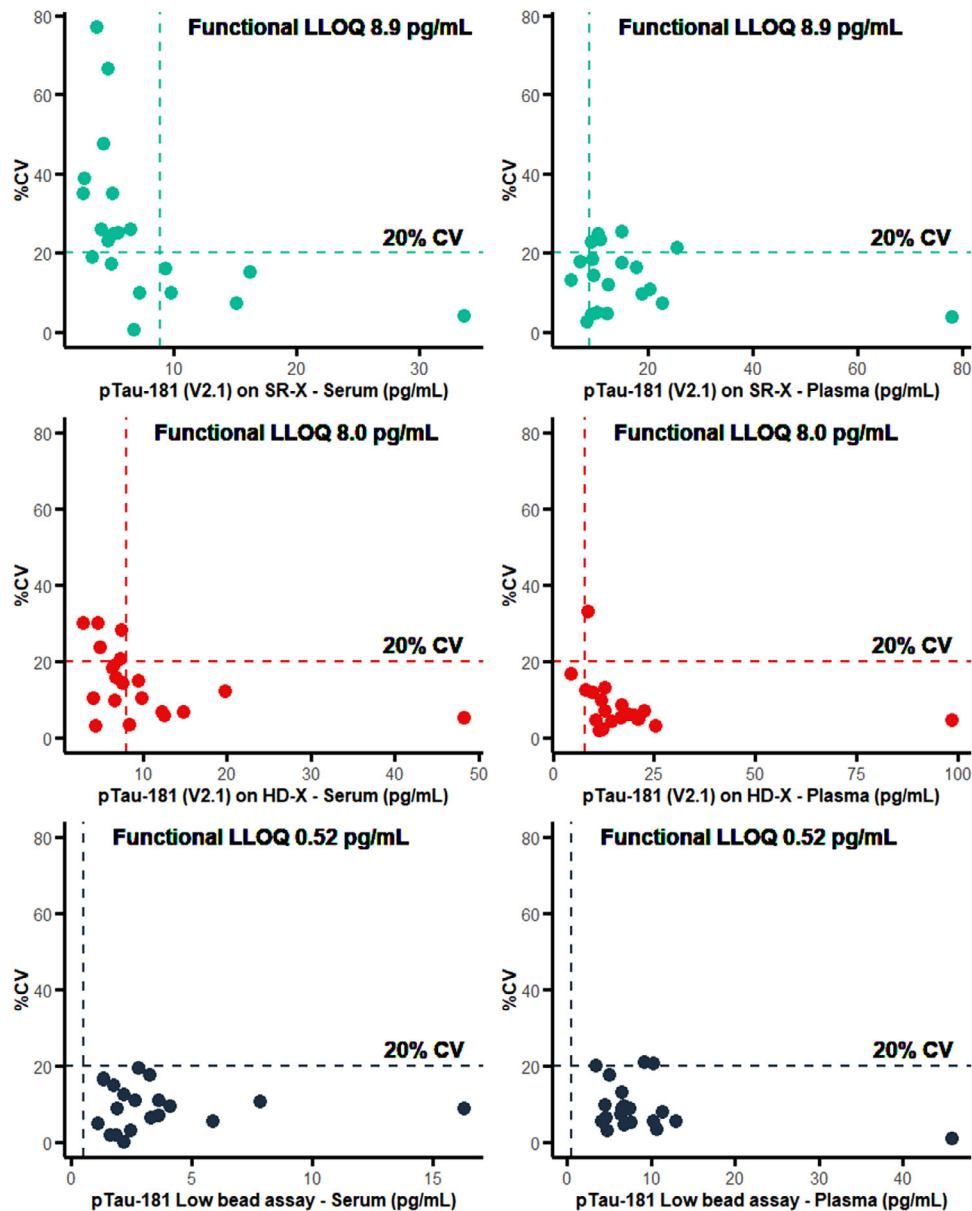 Functional LLOQ 8.9 pg/mL
80
60
40
20
0
%CV
20% CV
10
20
30
pTau-181 (V2.1) on SR-X - Serum (pg/mL)
Functional LLOQ 8.9 pg/mL
%CV
20% CV
20
40
60
80
pTau-181 (V2.1) on SR-X - Plasma (pg/mL)
Functional LLOQ 8.0 pg/mL
80
60
40
20
0
%CV
20% CV
10
20
30
40
50
pTau-181 (V2.1) on HD-X - Serum (pg/mL)
Functional LLOQ 8.0 pg/mL
80
60
40
20
0
%CV
20% CV
0
25
50
75
100
pTau-181 (V2.1) on HD-X - Plasma (pg/mL)
Functional LLOQ 0.52 pg/mL
80
60
40
20
0
%CV
20% CV
0
5
10
15
pTau-181 Low bead assay - Serum (pg/mL)
Functional LLOQ 0.52 pg/mL
80
60
40
20
0
%CV
20% CV
0
10
20
40
pTau-181 Low bead assay - Plasma (pg/mL)